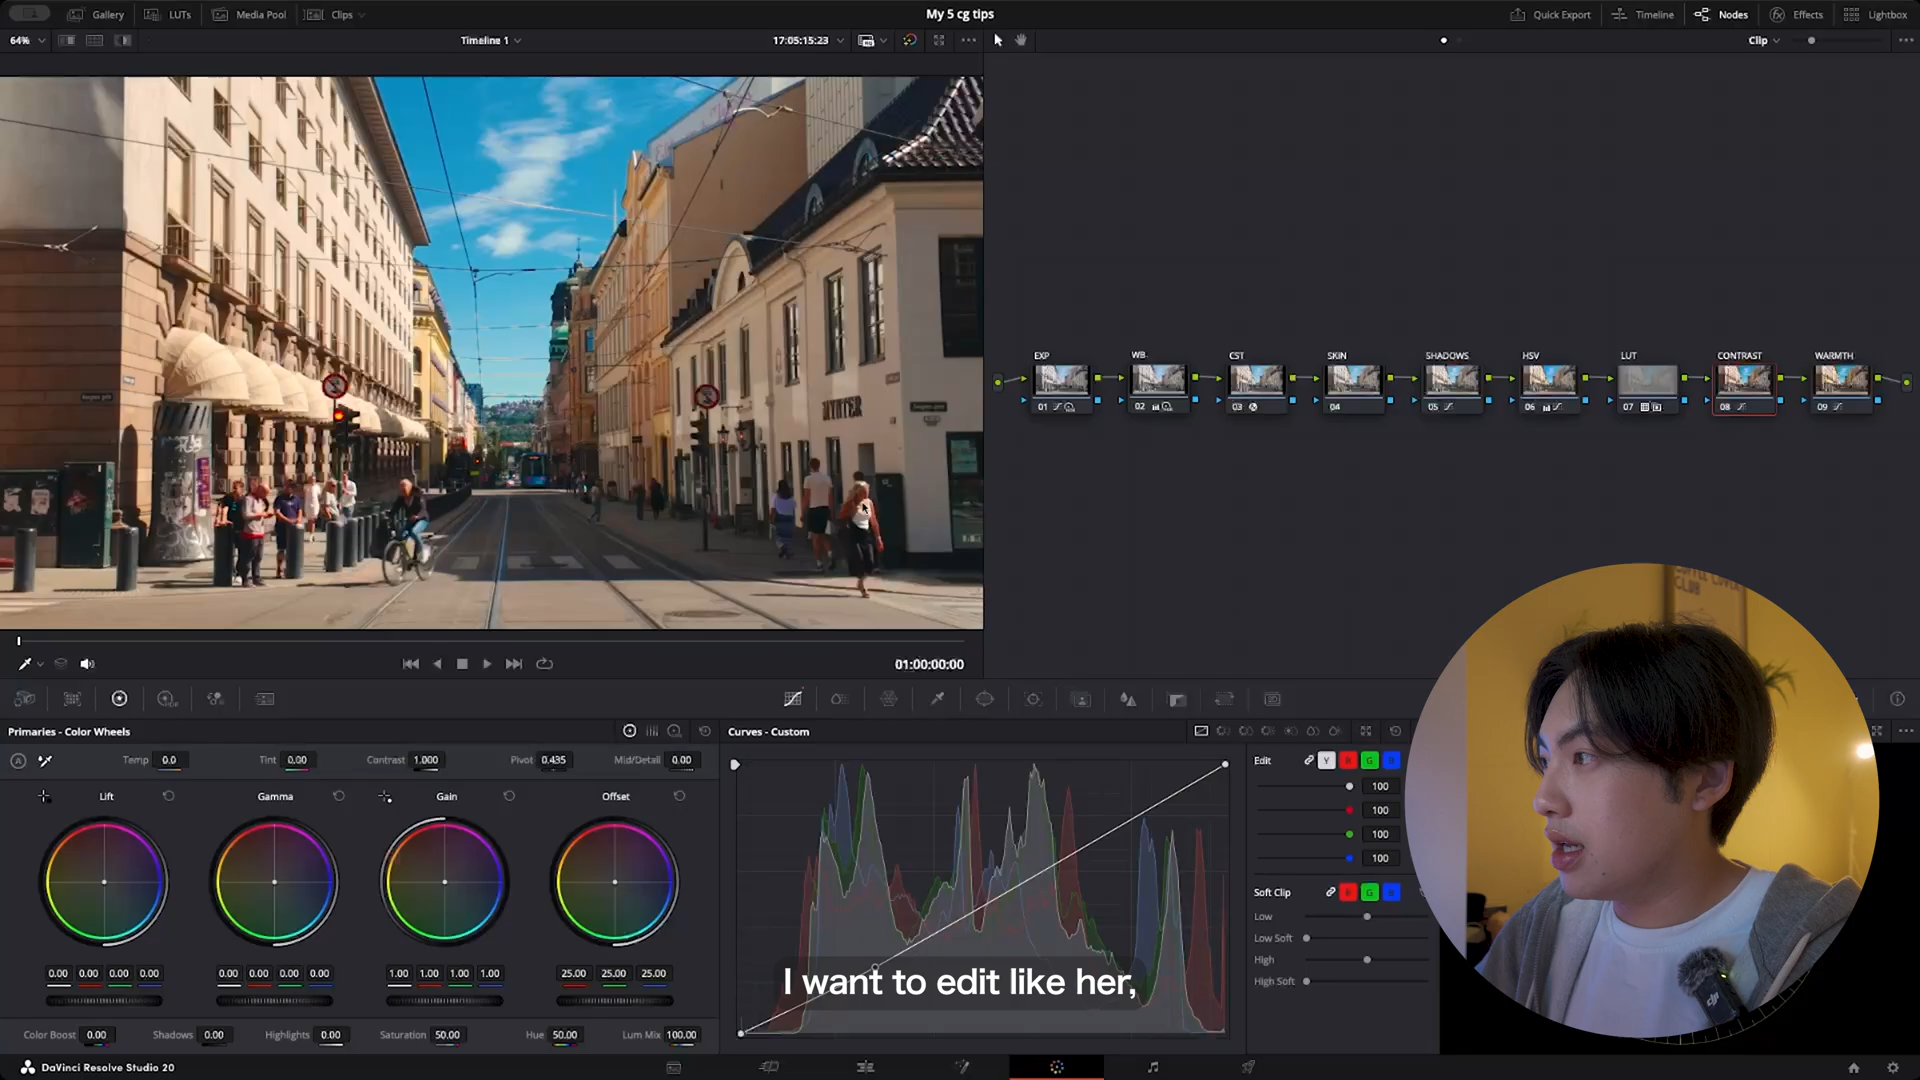 Gallery
LUTs
Media Pool
Clips
My 5 cg tips
Quick Export
Timeline
Nodes
Effects
Lightbox
64%
Timeline 1
17:05:15:23
Clip
EXP
WB
CST
SKIN
SHADOWS
HSV
LUT
CONTRAST
WARMTH
01
02
03
04
05
06
07
08
09
01:00:00:00
Primaries - Color Wheels
Curves - Custom
Temp 0.0
Tint 0.00
Contrast 1.000
Pivot 0.435
Mid/Detail 0.00
Lift
Gamma
Gain
Offset
0.00 0.00 0.00 0.00
0.00 0.00 0.00 0.00
1.00 1.00 1.00 1.00
25.00 25.00 25.00
Color Boost 0.00
Shadows 0.00
Highlights 0.00
Saturation 50.00
Hue 50.00
Lum Mix 100.00
Edit
Y
100
100
100
100
Soft Clip
Low
Low Soft
High
High Soft
I want to edit like her,
DaVinci Resolve Studio 20
dji